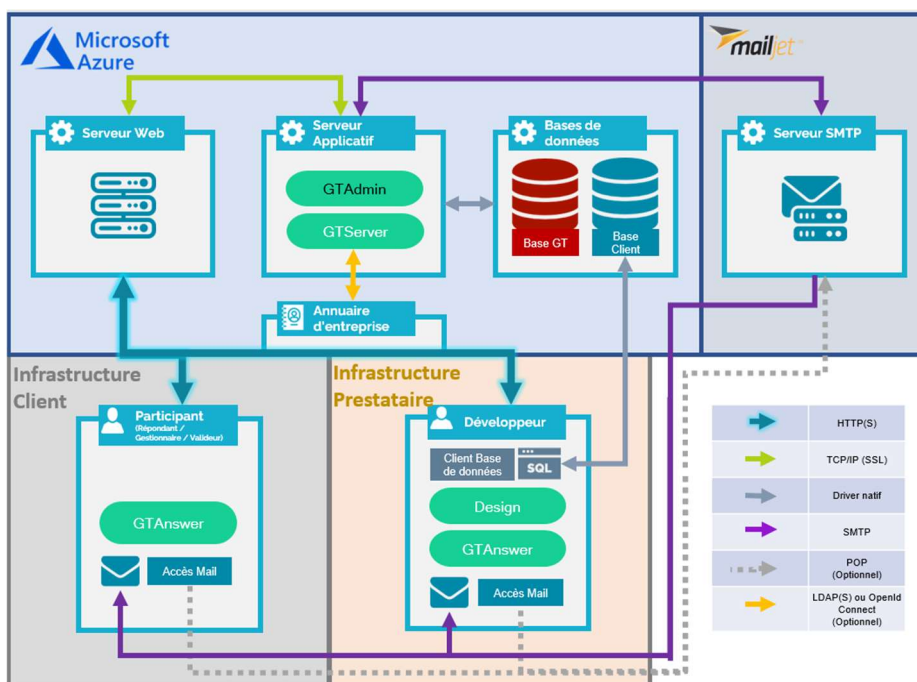 Microsoft
Azure
mailjet
Serveur Web
Serveur
Applicatif
Bases de
données
Serveur SMTP
GTAdmin
GTServer
Base GT
Base
Client
Annuaire
d'entreprise
Infrastructure
Client
Infrastructure
Prestataire
Participant
(Répondant /
Gestionnaire / Valideur)
Développeur
Client Base
de données
SQL
GTAnswer
Design
GTAnswer
Accès Mail
Accès Mail
HTTP(S)
TCP/IP (SSL)
Driver natif
SMTP
POP
(Optionnel)
LDAP(S) ou OpenId
Connect
(Optionnel)